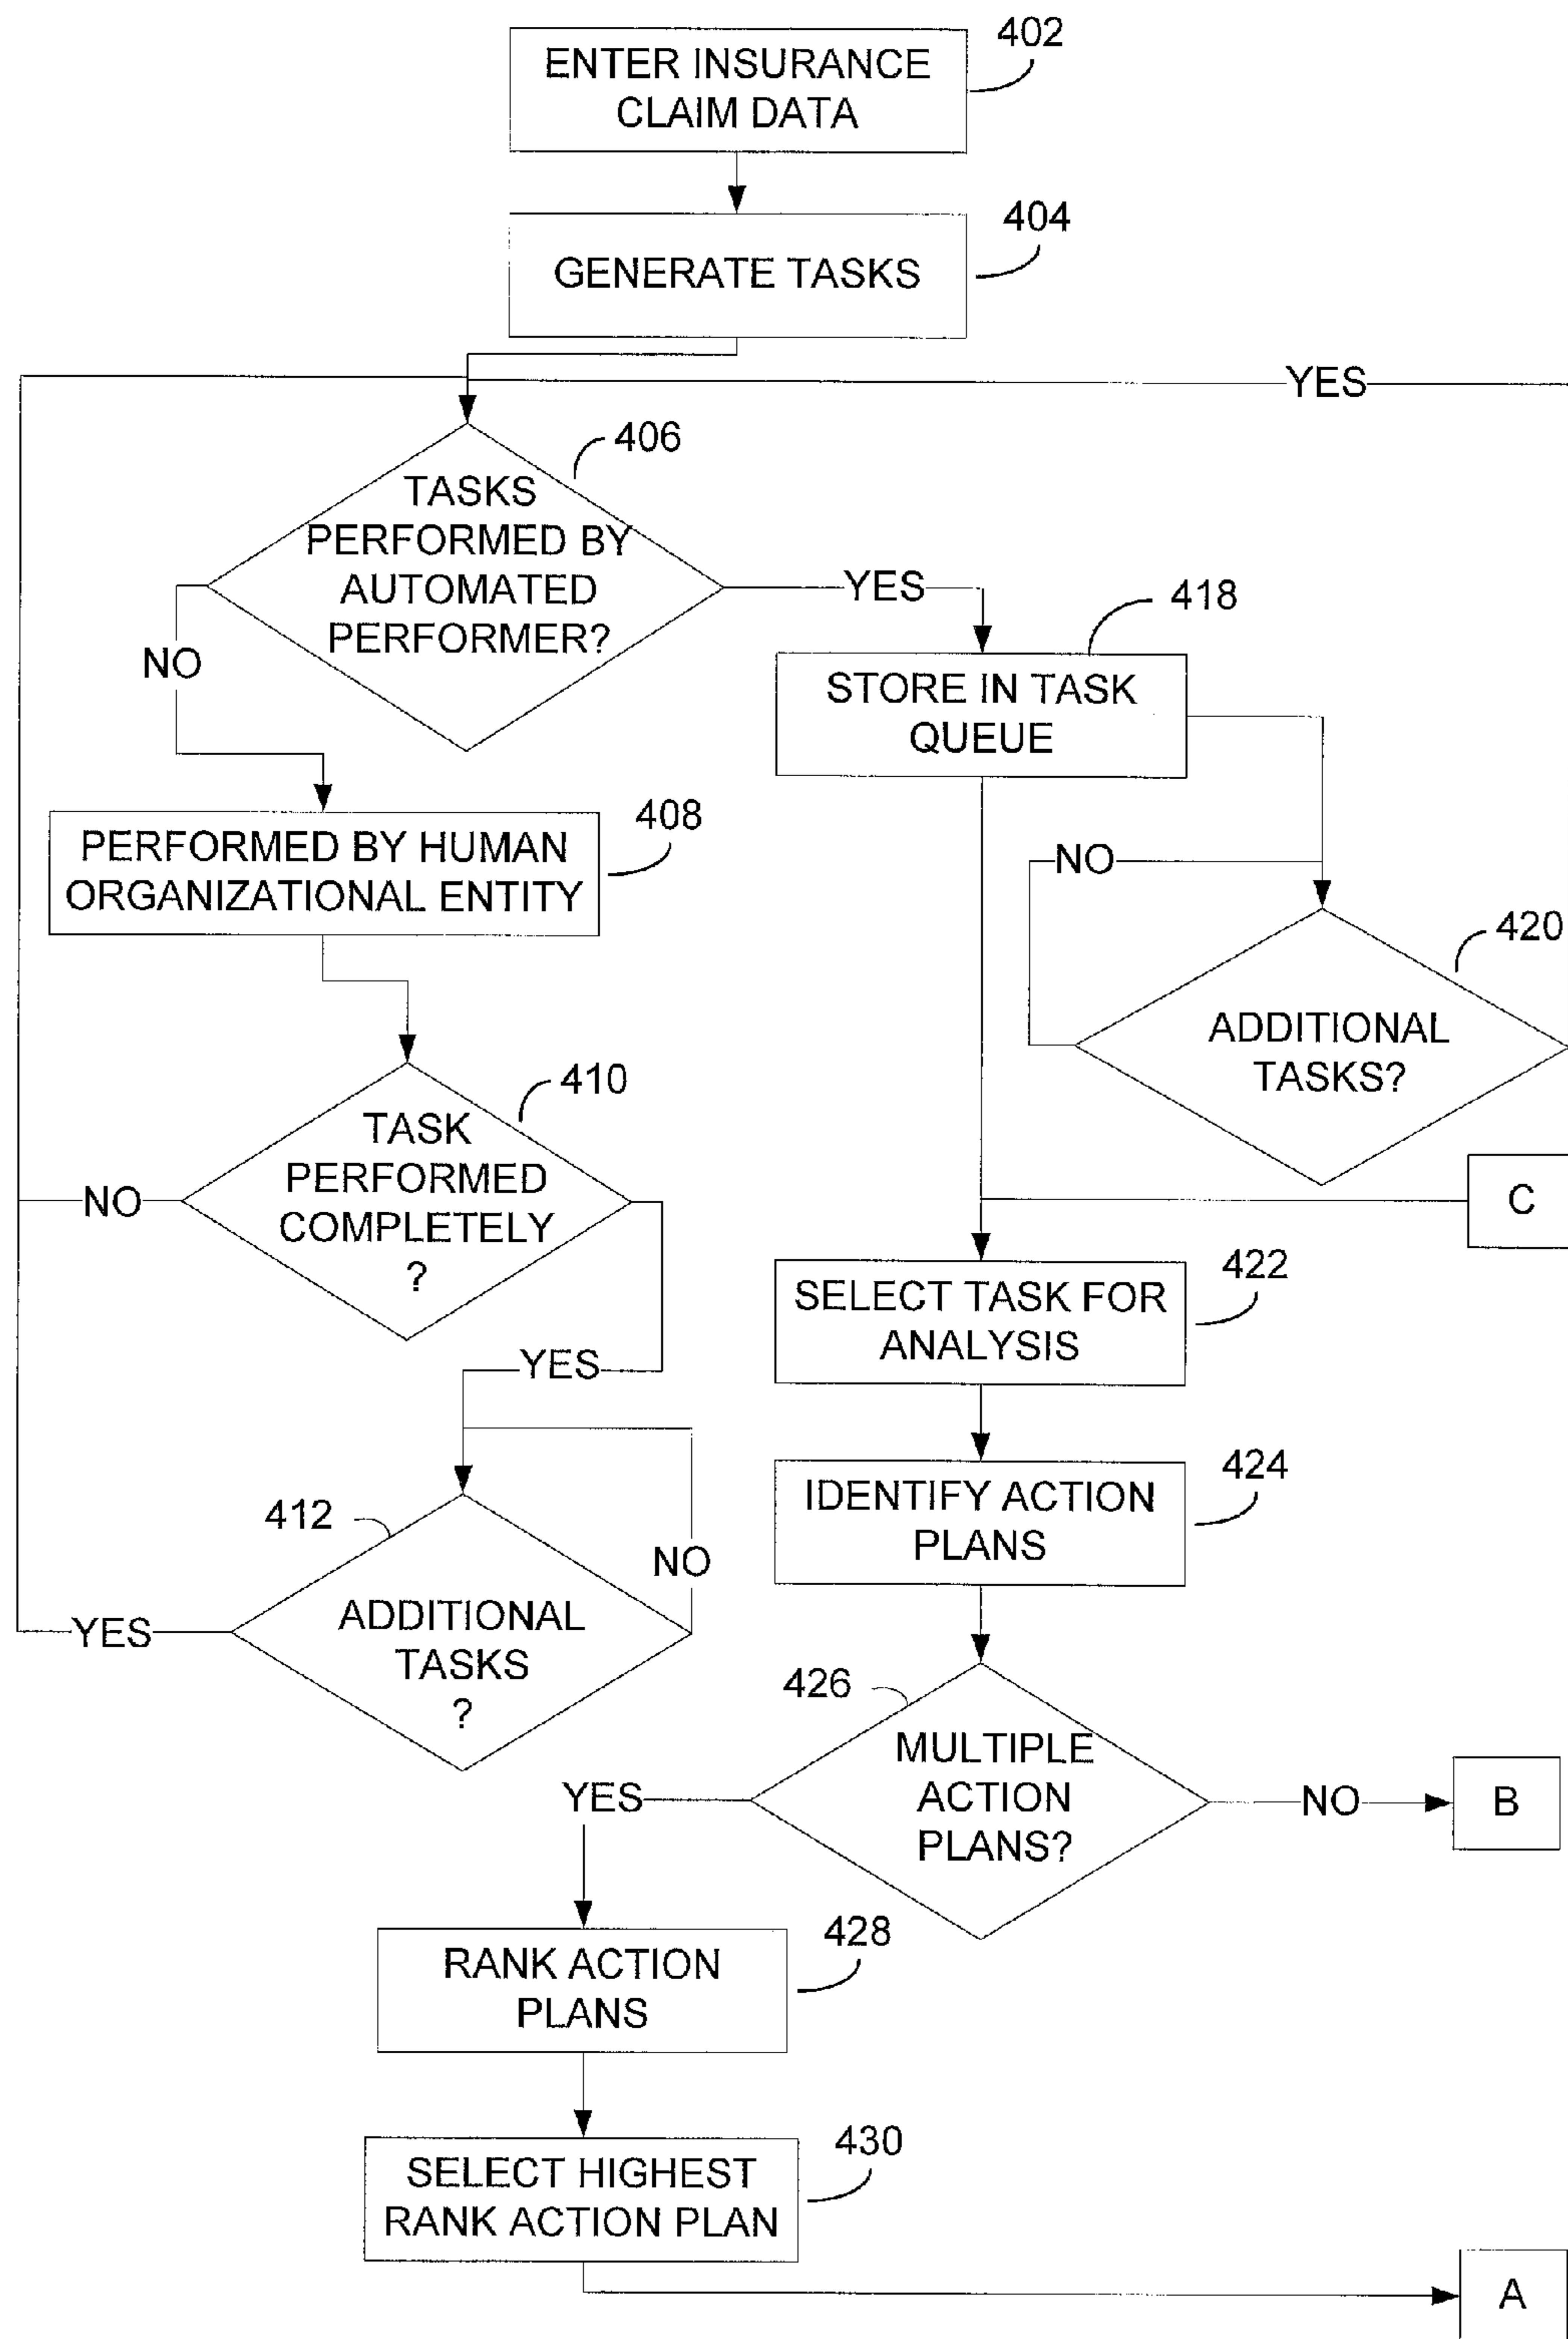 402
ENTER INSURANCE
CLAIM DATA
404
GENERATE TASKS
YES
406
TASKS
PERFORMED BY
AUTOMATED
PERFORMER?
YES
418
NO
STORE IN TASK
QUEUE
408
PERFORMED BY HUMAN
ORGANIZATIONAL ENTITY
NO
420
ADDITIONAL
TASKS?
410
TASK
PERFORMED
COMPLETELY
?
NO
C
422
SELECT TASK FOR
ANALYSIS
YES
424
IDENTIFY ACTION
PLANS
412
NO
ADDITIONAL
TASKS
?
YES
426
MULTIPLE
ACTION
PLANS?
YES
NO
B
428
RANK ACTION
PLANS
430
SELECT HIGHEST
RANK ACTION PLAN
A